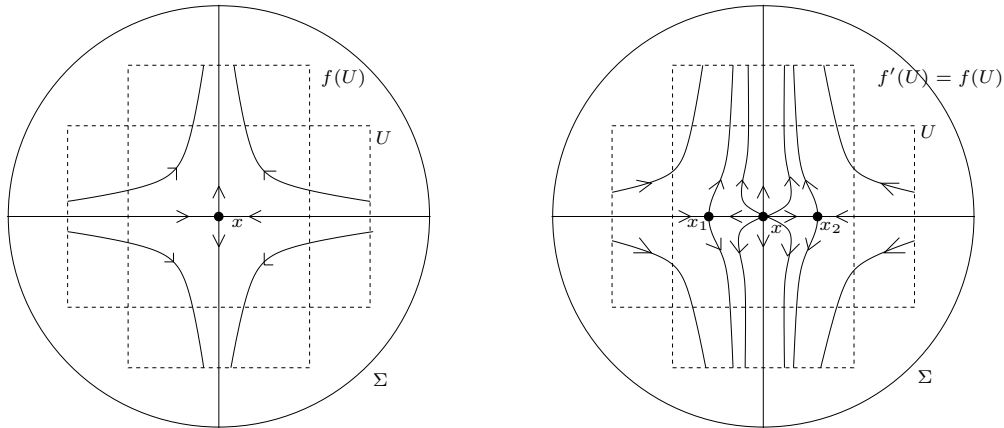 f(U)
U
x
Σ
f′(U) = f(U)
U
x₁
x
x₂
Σ